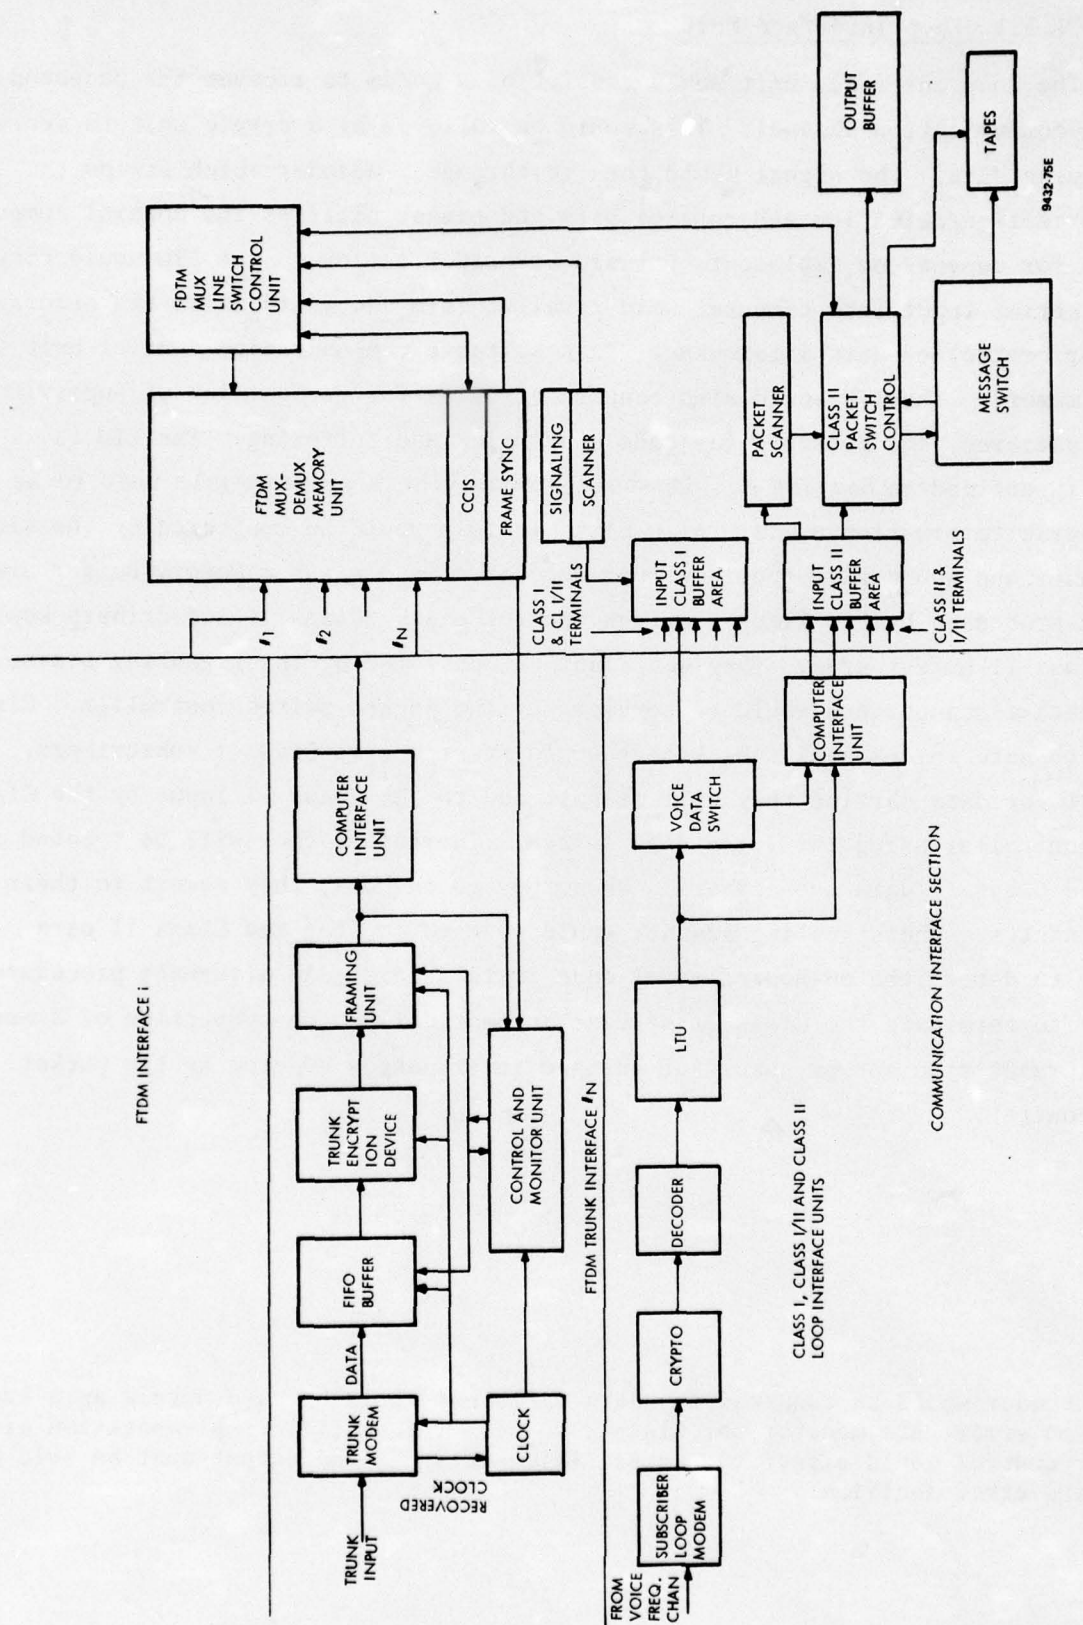 FTDM INTERFACE i
TRUNK
INPUT
TRUNK
MODEM
DATA
FIFO
BUFFER
TRUNK
ENCRYPT
ION
DEVICE
FRAMING
UNIT
COMPUTER
INTERFACE
UNIT
RECOVERED
CLOCK
CLOCK
CONTROL AND
MONITOR UNIT
FTDM TRUNK INTERFACE #N
#1
#2
#N
FTDM
MUX-
DEMUX
MEMORY
UNIT
CCIS
FRAME SYNC
FDTM
MUX
LINE
SWITCH
CONTROL
UNIT
SIGNALING
SCANNER
CLASS I
& CL I/II
TERMINALS
INPUT
CLASS I
BUFFER
AREA
FROM
VOICE
FREQ.
CHAN
SUBSCRIBER
LOOP
MODEM
CRYPTO
DECODER
LTU
VOICE
DATA
SWITCH
COMPUTER
INTERFACE
UNIT
INPUT
CLASS II
BUFFER
AREA
CLASS II &
I/II TERMINALS
PACKET
SCANNER
CLASS II
PACKET
SWITCH
CONTROL
MESSAGE
SWITCH
OUTPUT
BUFFER
TAPES
CLASS I, CLASS I/II AND CLASS II
LOOP INTERFACE UNITS
COMMUNICATION INTERFACE SECTION
9432-75E